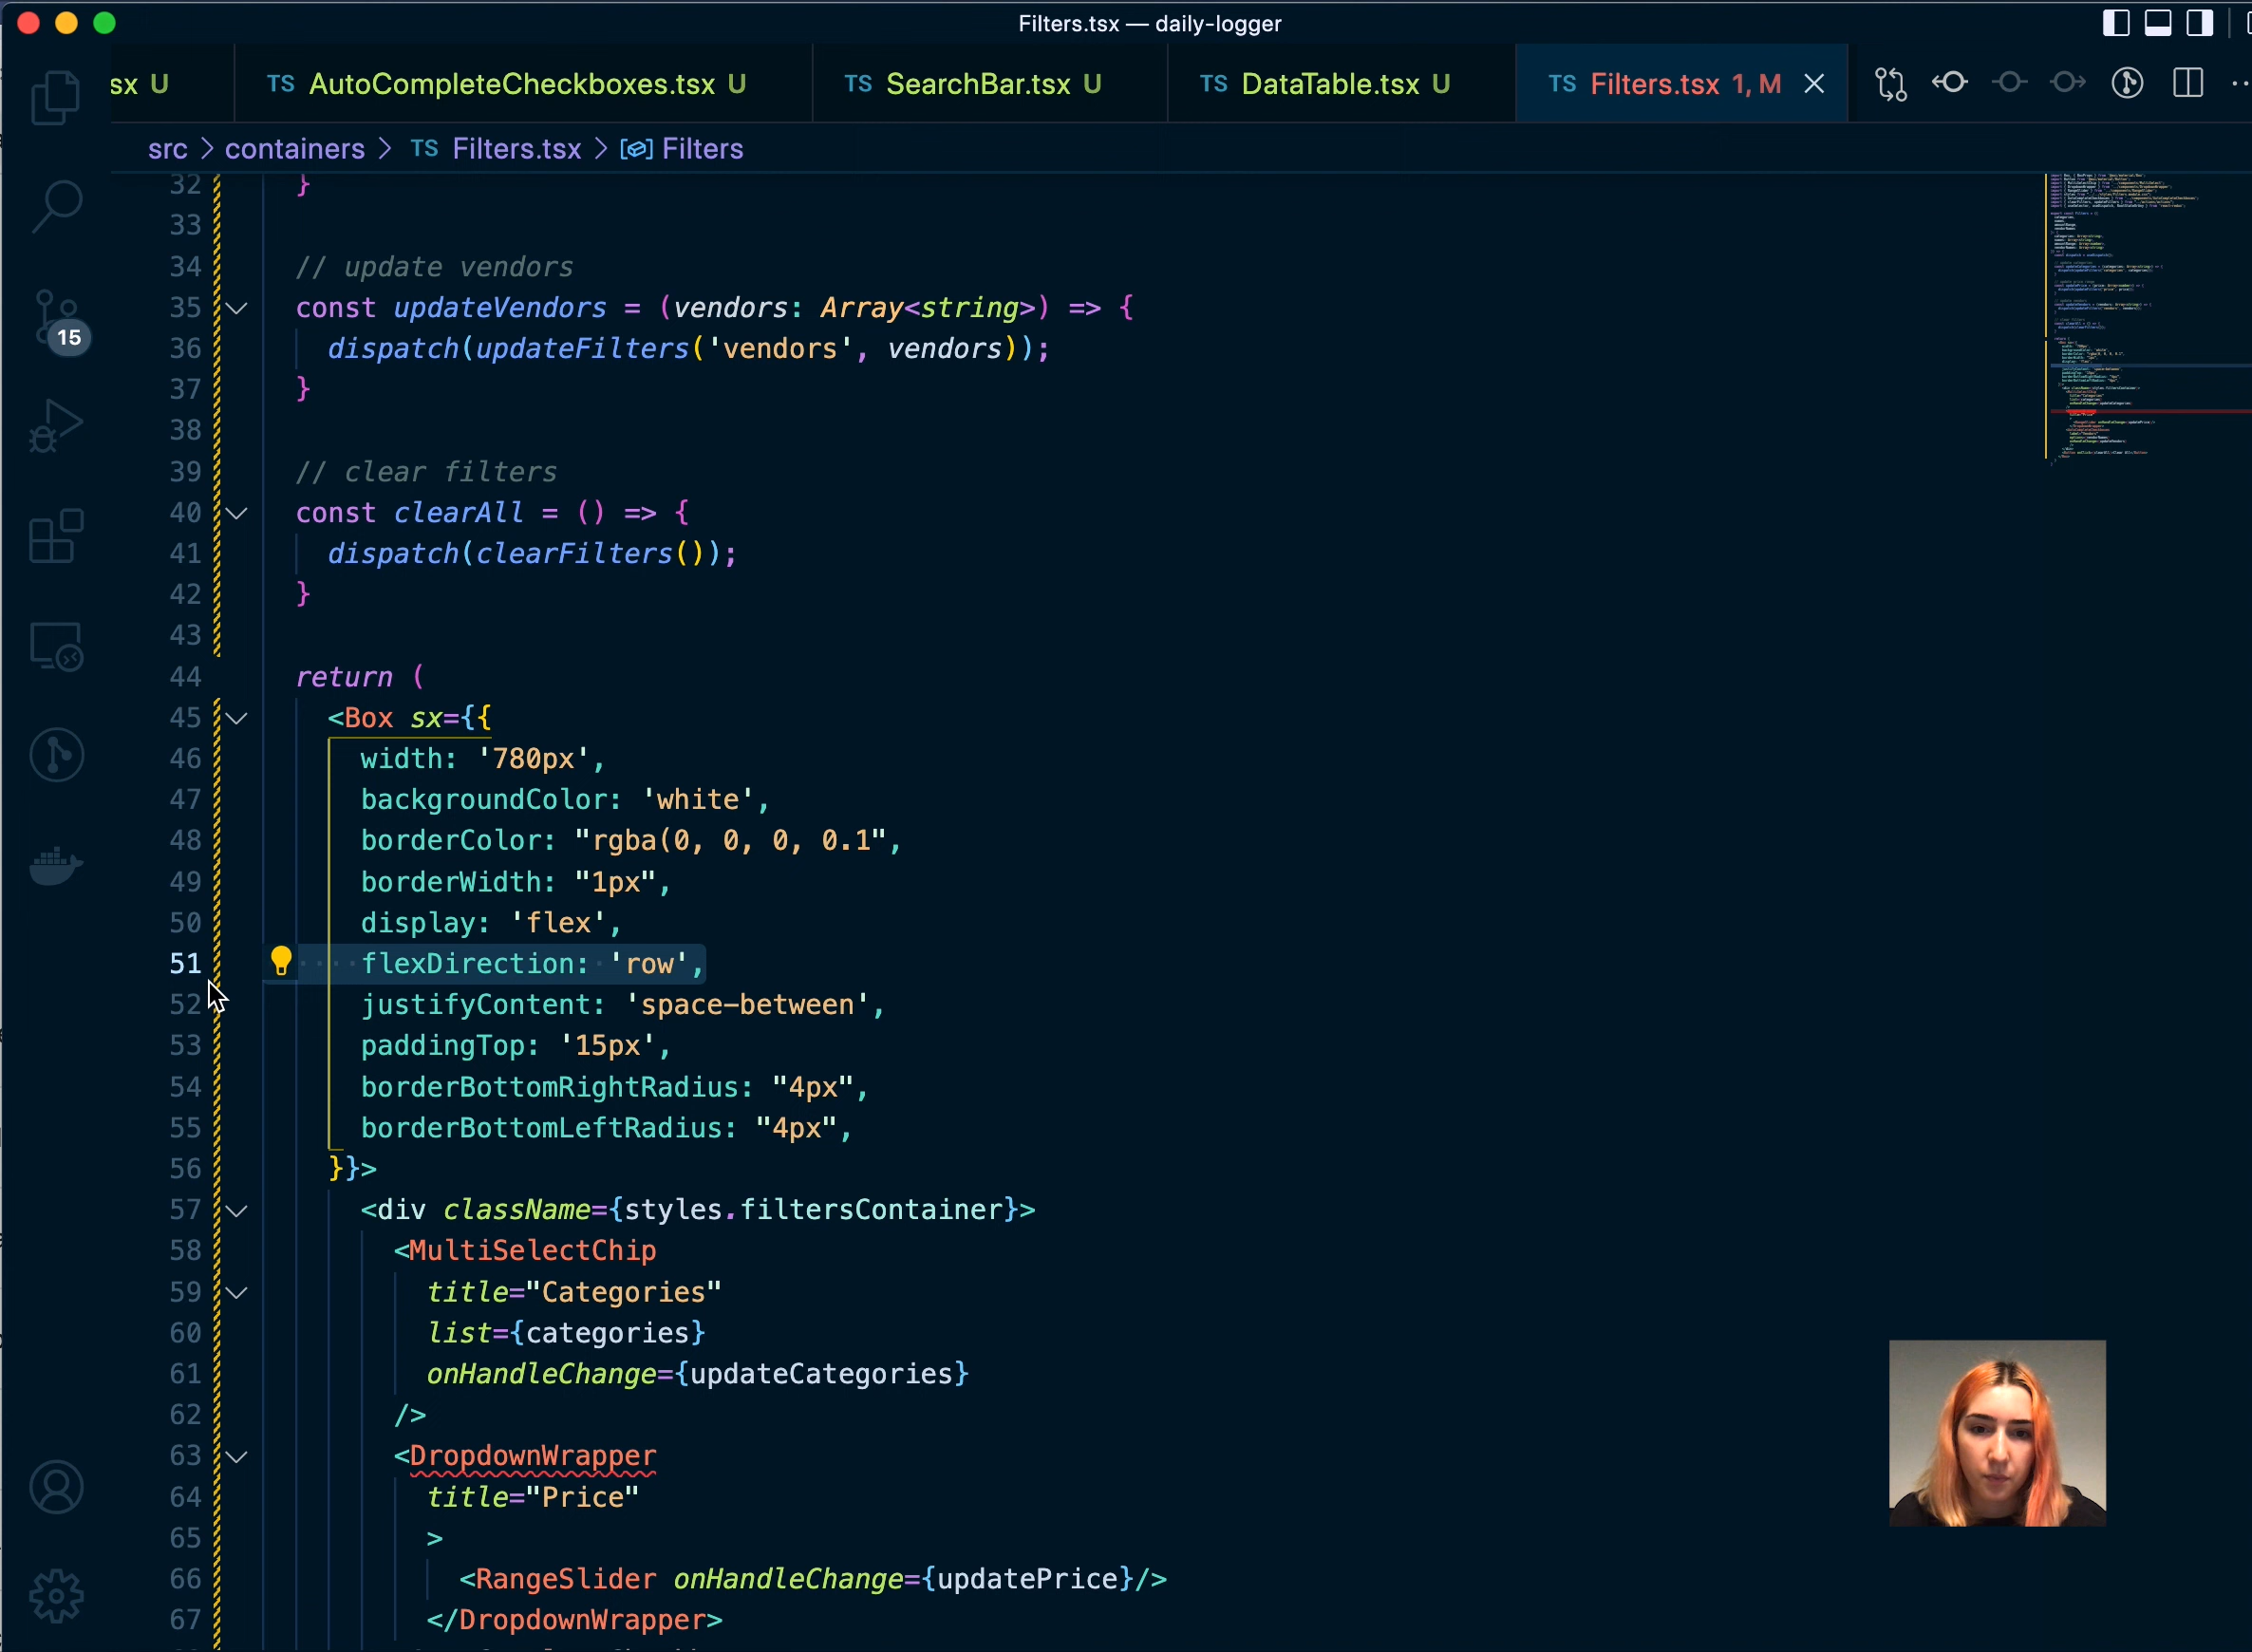 Filters.tsx — daily-logger
sx U
TS AutoCompleteCheckboxes.tsx U
TS SearchBar.tsx U
TS DataTable.tsx U
TS Filters.tsx 1, M
src > containers > TS Filters.tsx > Filters
15
32 }
33
34 // update vendors
35 const updateVendors = (vendors: Array<string>) => {
36 dispatch(updateFilters('vendors', vendors));
37 }
38
39 // clear filters
40 const clearAll = () => {
41 dispatch(clearFilters());
42 }
43
44 return (
45 <Box sx={{
46 width: '780px',
47 backgroundColor: 'white',
48 borderColor: "rgba(0, 0, 0, 0.1",
49 borderWidth: "1px",
50 display: 'flex',
51 flexDirection: 'row',
52 justifyContent: 'space-between',
53 paddingTop: '15px',
54 borderBottomRightRadius: "4px",
55 borderBottomLeftRadius: "4px",
56 }}>
57 <div className={styles.filtersContainer}>
58 <MultiSelectChip
59 title="Categories"
60 list={categories}
61 onHandleChange={updateCategories}
62 />
63 <DropdownWrapper
64 title="Price"
65 >
66 <RangeSlider onHandleChange={updatePrice}/>
67 </DropdownWrapper>